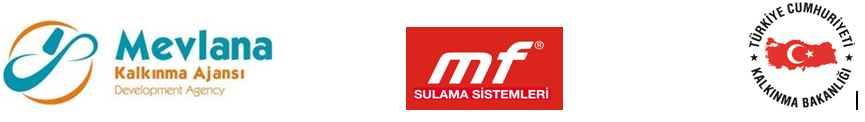 Mevlana
Kalkınma Ajansı
Development Agency
mf®
SULAMA SİSTEMLERİ
TÜRKİYE CUMHURİYETİ
KALKINMA BAKANLIĞI